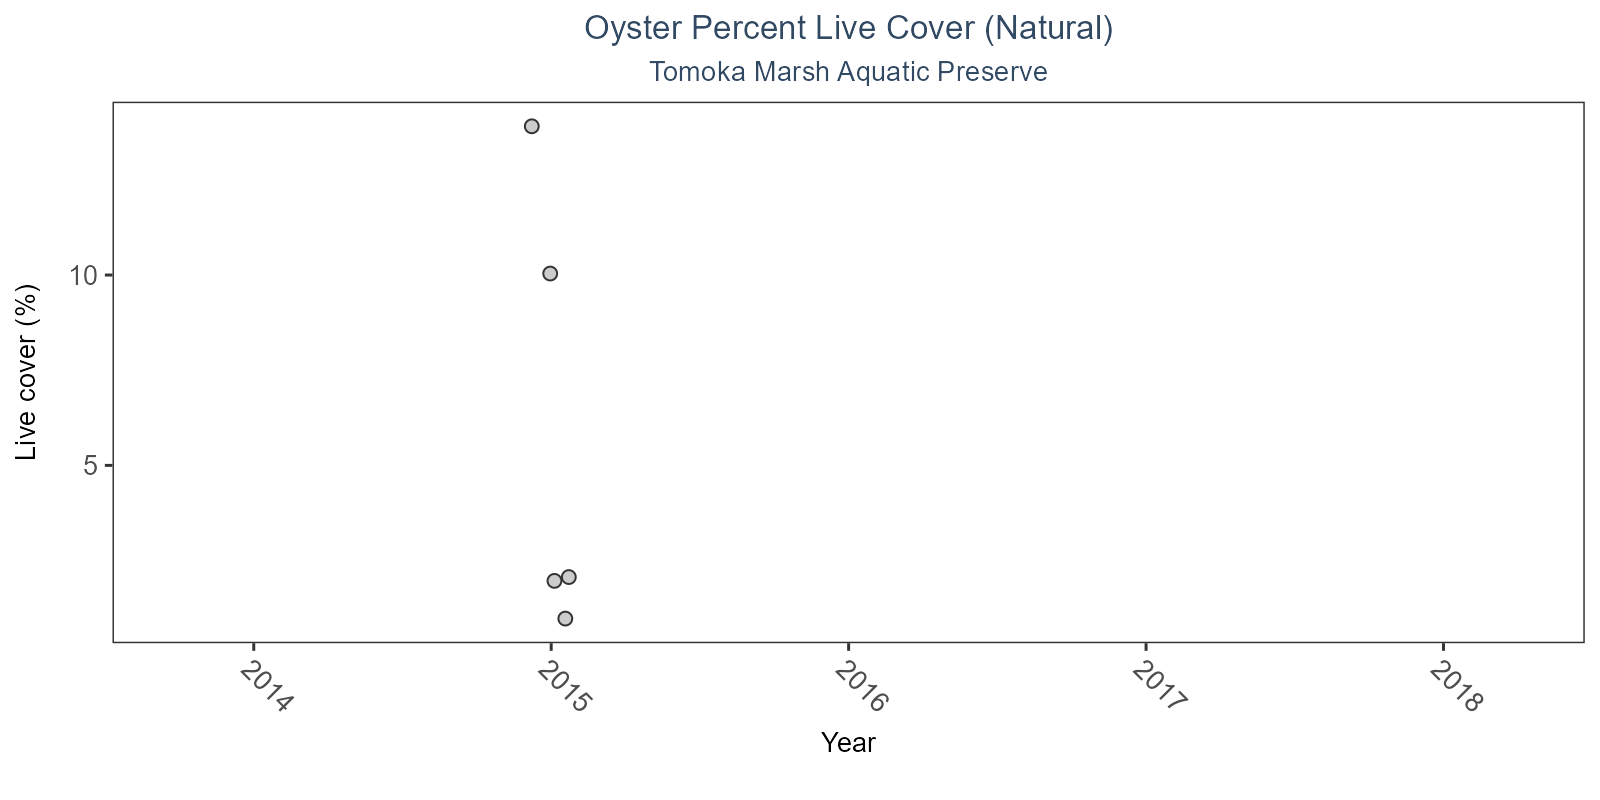 Oyster Percent Live Cover (Natural)
Tomoka Marsh Aquatic Preserve
Live cover (%)
10
5
2014
2015
2016
2017
2018
Year